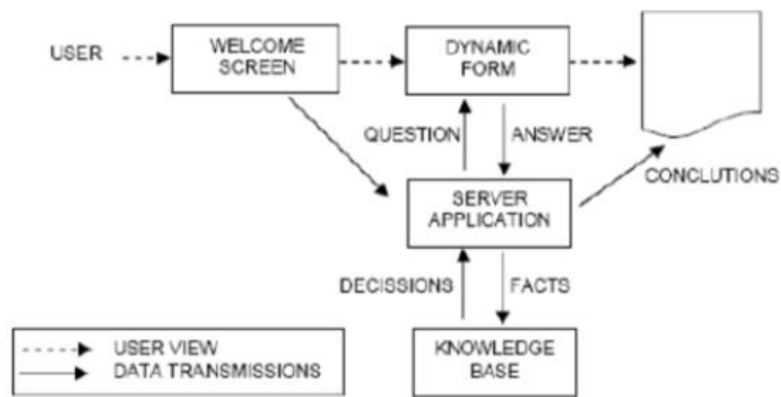 USER
WELCOME
SCREEN
DYNAMIC
FORM
QUESTION
ANSWER
CONCLUTIONS
SERVER
APPLICATION
DECISSIONS
FACTS
USER VIEW
DATA TRANSMISSIONS
KNOWLEDGE
BASE